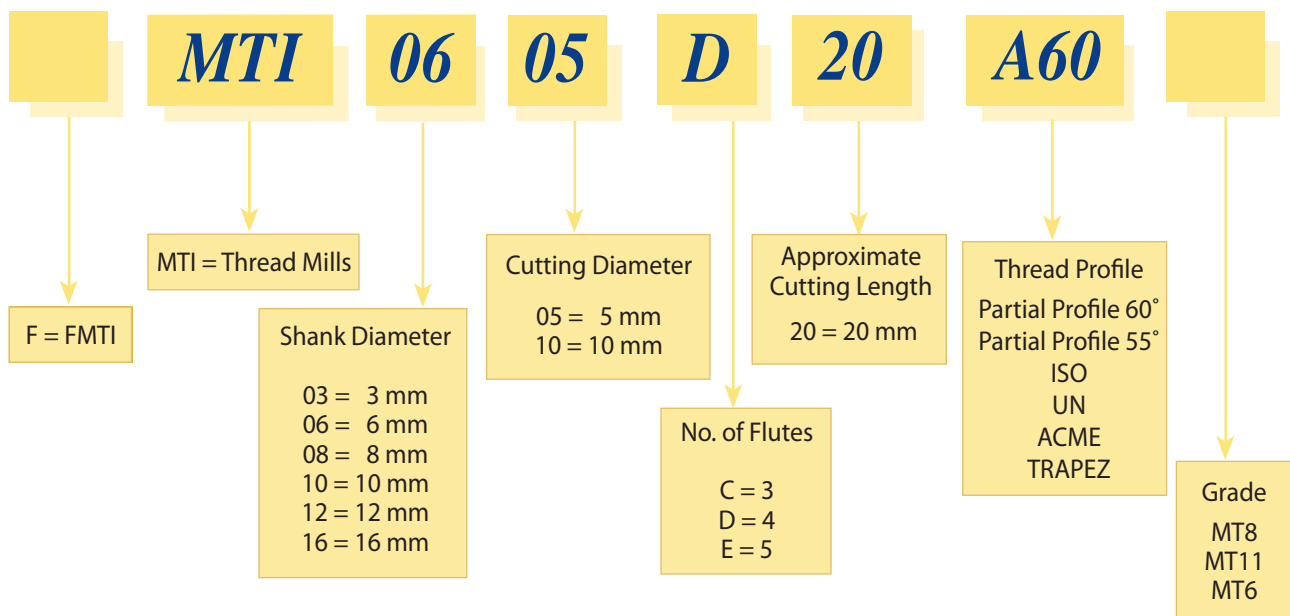 MTI 06 05 D 20 A60
F = FMTI
MTI = Thread Mills
Shank Diameter
03 = 3 mm
06 = 6 mm
08 = 8 mm
10 = 10 mm
12 = 12 mm
16 = 16 mm
Cutting Diameter
05 = 5 mm
10 = 10 mm
No. of Flutes
C = 3
D = 4
E = 5
Approximate
Cutting Length
20 = 20 mm
Thread Profile
Partial Profile 60°
Partial Profile 55°
ISO
UN
ACME
TRAPEZ
Grade
MT8
MT11
MT6